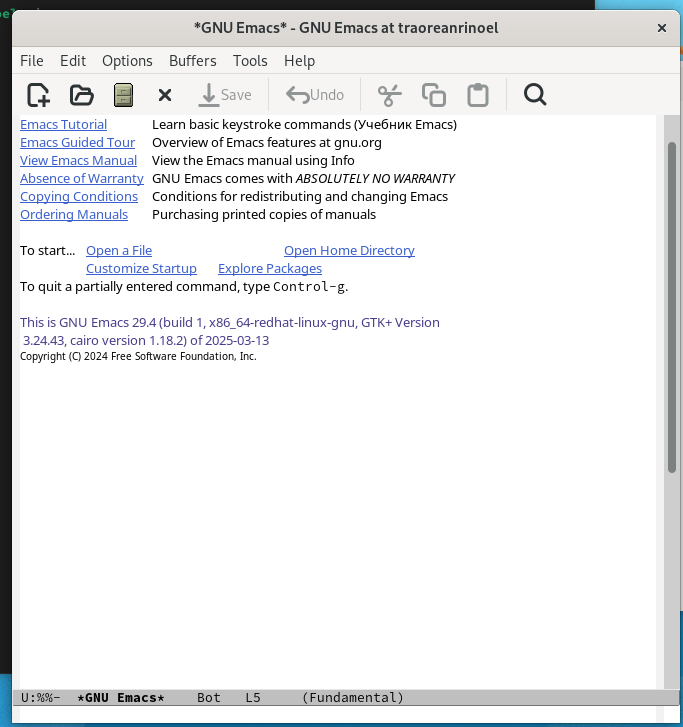 *GNU Emacs* - GNU Emacs at traoreanrinoel
File Edit Options Buffers Tools Help
Save Undo
Emacs Tutorial Learn basic keystroke commands (Учебник Emacs)
Emacs Guided Tour Overview of Emacs features at gnu.org
View Emacs Manual View the Emacs manual using Info
Absence of Warranty GNU Emacs comes with ABSOLUTELY NO WARRANTY
Copying Conditions Conditions for redistributing and changing Emacs
Ordering Manuals Purchasing printed copies of manuals
To start... Open a File Open Home Directory
Customize Startup Explore Packages
To quit a partially entered command, type Control-g.
This is GNU Emacs 29.4 (build 1, x86_64-redhat-linux-gnu, GTK+ Version
3.24.43, cairo version 1.18.2) of 2025-03-13
Copyright (C) 2024 Free Software Foundation, Inc.
U:%%- *GNU Emacs* Bot L5 (Fundamental)